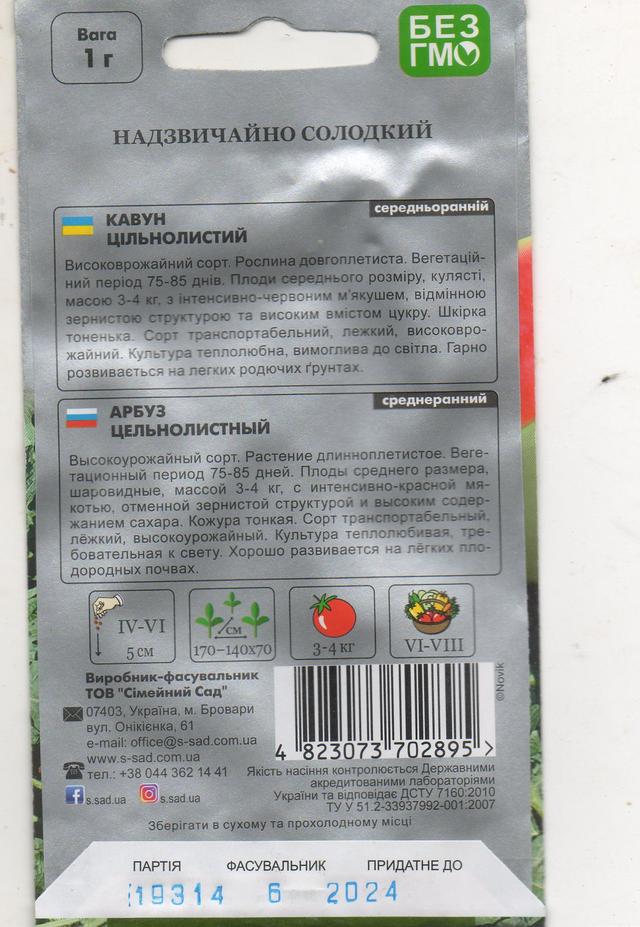 Вага
1 г
БЕЗ
ГМО
НАДЗВИЧАЙНО СОЛОДКИЙ
середньоранній
КАВУН
ЦІЛЬНОЛИСТИЙ
Високоврожайний сорт. Рослина довгоплетиста. Вегетацій-
ний період 75-85 днів. Плоди середнього розміру, кулясті,
масою 3-4 кг, з інтенсивно-червоним м'якушем, відмінною
зернистою структурою та високим вмістом цукру. Шкірка
тоненька. Сорт транспортабельний, лежкий, високовро-
жайний. Культура теплолюбна, вимоглива до світла. Гарно
розвивається на легких родючих ґрунтах.
среднеранний
АРБУЗ
ЦЕЛЬНОЛИСТНЫЙ
Высокоурожайный сорт. Растение длинноплетистое. Веге-
тационный период 75-85 дней. Плоды среднего размера,
шаровидные, массой 3-4 кг, с интенсивно-красной мя-
котью, отменной зернистой структурой и высоким содер-
жанием сахара. Кожура тонкая. Сорт транспортабельный,
лёжкий, высокоурожайный. Культура теплолюбивая, тре-
бовательная к свету. Хорошо развивается на лёгких пло-
дородных почвах.
IV-VI
5 см
см
170-140х70
3-4 кг
VI-VIII
Виробник-фасувальник
ТОВ "Сімейний Сад"
07403, Україна, м. Бровари
вул. Онікієнка, 61
e-mail: office@s-sad.com.ua
www.s-sad.com.ua
тел.: +38 044 362 14 41
s.sad.ua s.sad.ua
©Novik
4 823073 702895 >
Якість насіння контролюється Державними
акредитованими лабораторіями
України та відповідає ДСТУ 7160:2010
ТУ У 51.2-33937992-001:2007
Зберігати в сухому та прохолодному місці
ПАРТІЯ ФАСУВАЛЬНИК ПРИДАТНЕ ДО
119314 6 2024